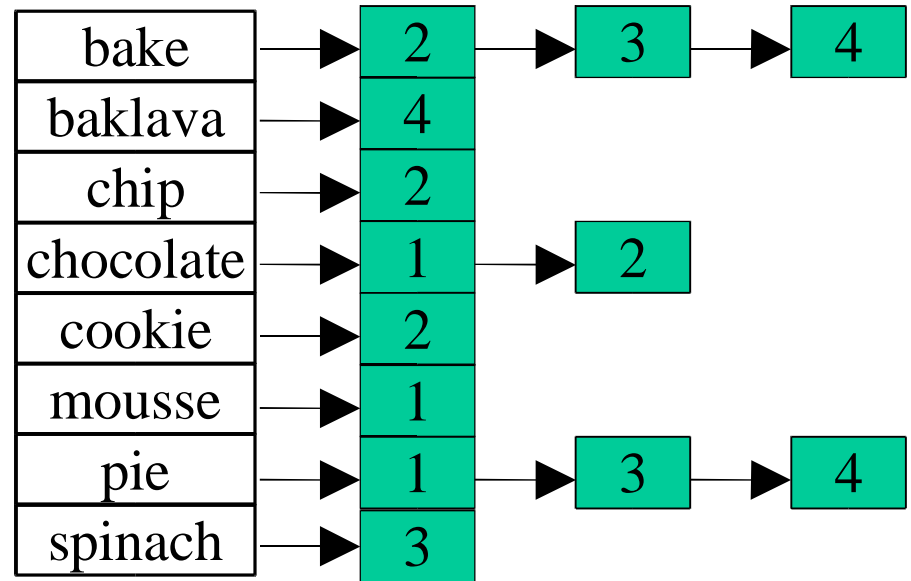 bake 2 3 4
baklava 4
chip 2
chocolate 1 2
cookie 2
mousse 1
pie 1 3 4
spinach 3